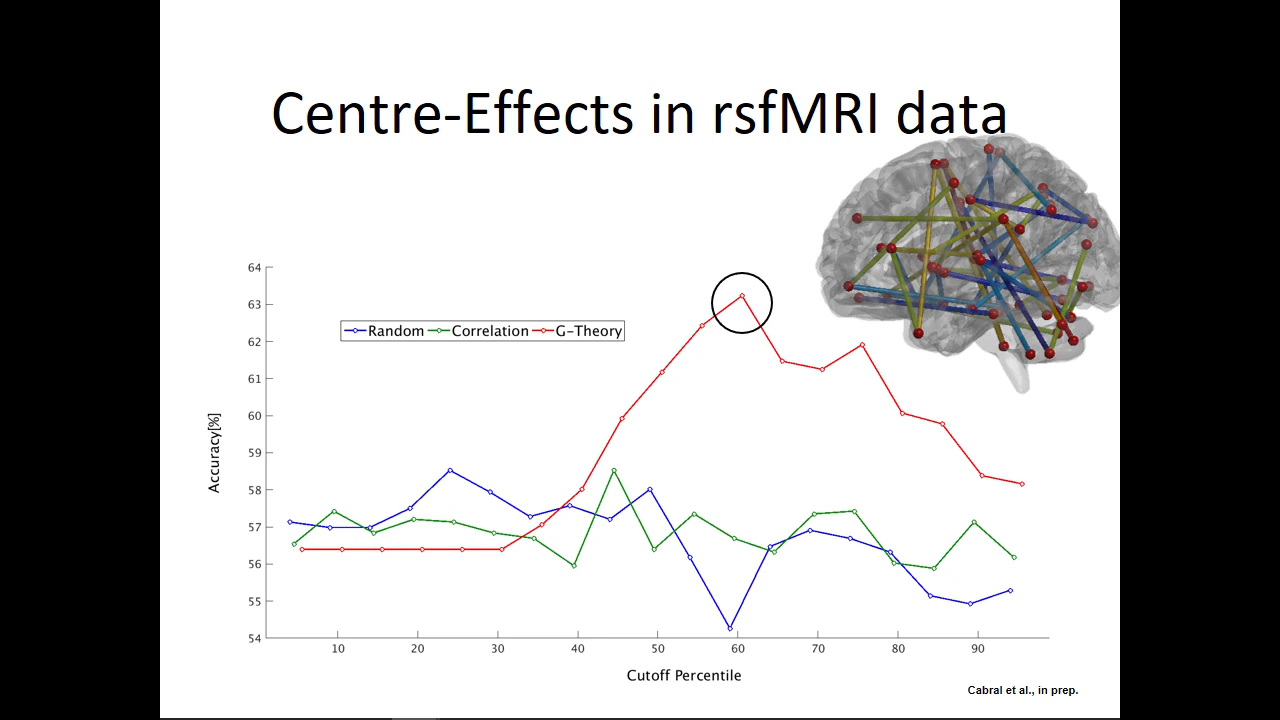 Centre-Effects in rsfMRI data
64
63
62
61
60
59
58
57
56
55
54
Random Correlation G-Theory
Accuracy[%]
10 20 30 40 50 60 70 80 90
Cutoff Percentile
Cabral et al., in prep.